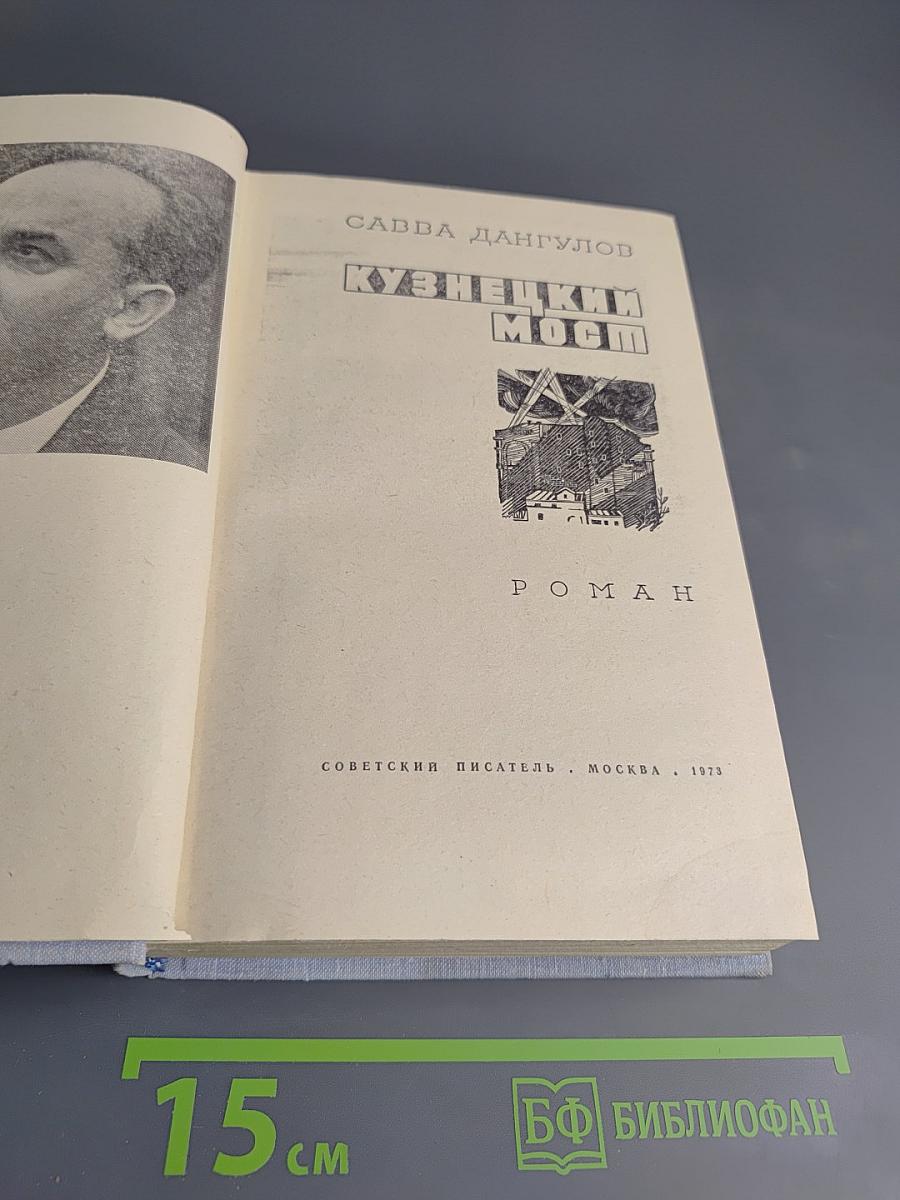 САВВА ДАНГУЛОВ
КУЗНЕЦКИЙ
МОСТ
РОМАН
СОВЕТСКИЙ ПИСАТЕЛЬ . МОСКВА . 1973
15 см
БФ БИБЛИОФАН